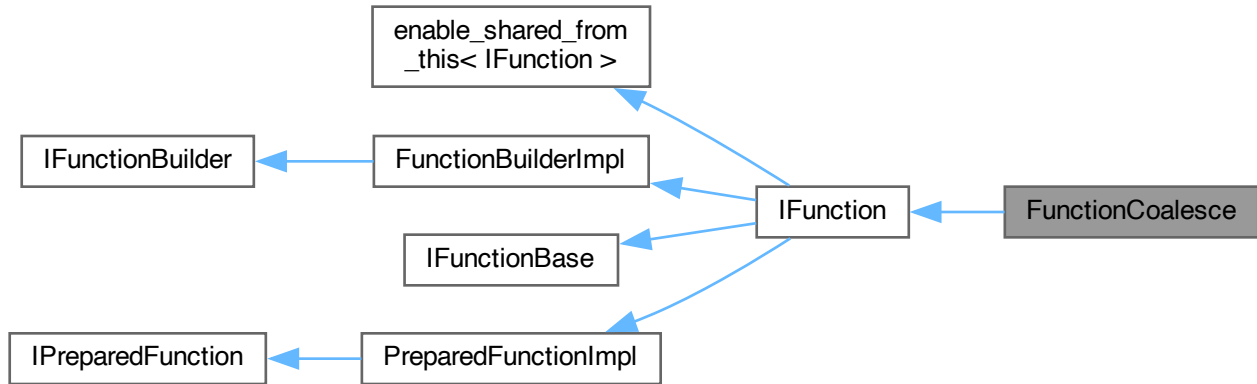 enable_shared_from
_this< IFunction >
IFunctionBuilder
FunctionBuilderImpl
IFunction
FunctionCoalesce
IFunctionBase
IPreparedFunction
PreparedFunctionImpl